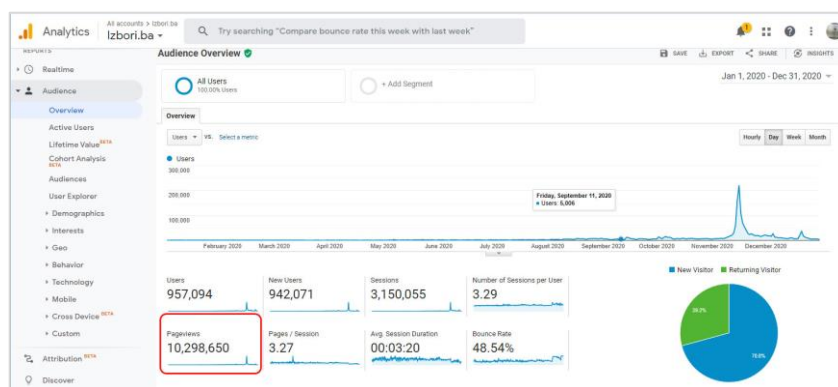 Analytics
All accounts > Izbori.ba
Izbori.ba
Try searching "Compare bounce rate this week with last week"
1
REPORTS
Realtime
Audience
Overview
Active Users
Lifetime Value BETA
Cohort Analysis
BETA
Audiences
User Explorer
Demographics
Interests
Geo
Behavior
Technology
Mobile
Cross Device BETA
Custom
Attribution BETA
Discover
Audience Overview
SAVE
EXPORT
SHARE
INSIGHTS
All Users
100.00% Users
+ Add Segment
Jan 1, 2020 - Dec 31, 2020
Overview
Users VS. Select a metric
Hourly Day Week Month
Users
300,000
200,000
100,000
Friday, September 11, 2020
Users: 5,006
February 2020 March 2020 April 2020 May 2020 June 2020 July 2020 August 2020 September 2020 October 2020 November 2020 December 2020
Users
957,094
New Users
942,071
Sessions
3,150,055
Number of Sessions per User
3.29
Pageviews
10,298,650
Pages / Session
3.27
Avg. Session Duration
00:03:20
Bounce Rate
48.54%
New Visitor Returning Visitor